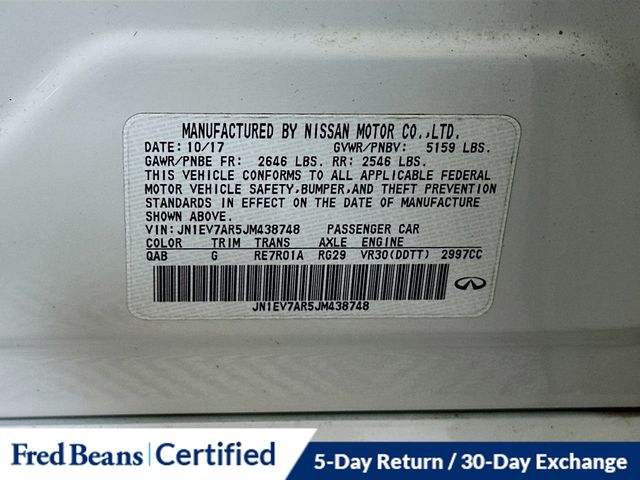 MANUFACTURED BY NISSAN MOTOR CO.,LTD.
DATE: 10/17 GVWR/PNBV: 5159 LBS.
GAWR/PNBE FR: 2646 LBS. RR: 2546 LBS.
THIS VEHICLE CONFORMS TO ALL APPLICABLE FEDERAL
MOTOR VEHICLE SAFETY,BUMPER,AND THEFT PREVENTION
STANDARDS IN EFFECT ON THE DATE OF MANUFACTURE
SHOWN ABOVE.
VIN: JN1EV7AR5JM438748 PASSENGER CAR
COLOR TRIM TRANS AXLE ENGINE
QAB G RE7R01A RG29 VR30(DDTT) 2997CC
JN1EV7AR5JM438748
Fred Beans Certified
5-Day Return / 30-Day Exchange